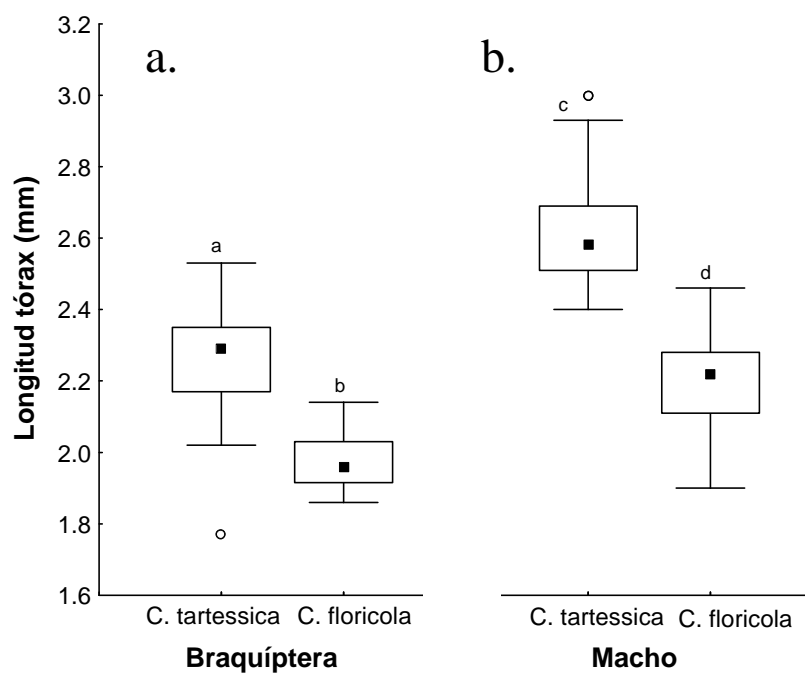 a.
b.
3.2
3.0
2.8
2.6
2.4
2.2
2.0
1.8
1.6
Longitud tórax (mm)
a
b
c
d
C. tartessica
C. floricola
C. tartessica
C. floricola
Braquíptera
Macho